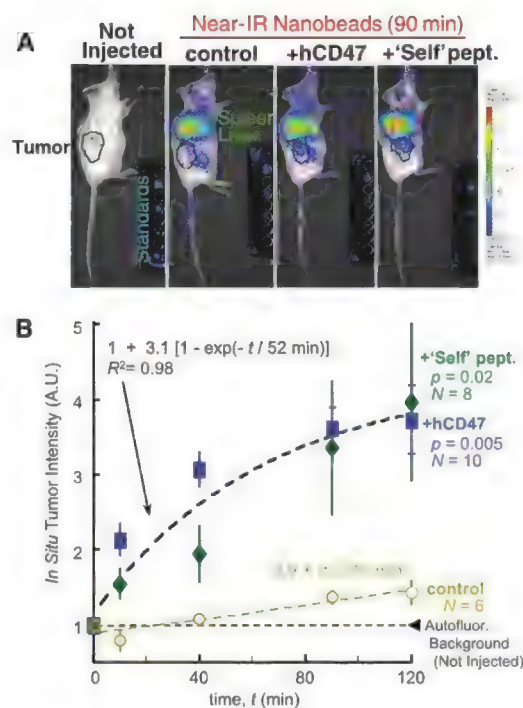 A
Not
Injected
Near-IR Nanobeads (90 min)
control
+hCD47
+'Self' pept.
Tumor
Spleen
Standards
B
In Situ Tumor Intensity (A.U.)
5
4
3
2
1
0
1 + 3.1 [1 - exp(- t / 52 min)]
R² = 0.98
+'Self' pept.
p = 0.02
N = 8
+hCD47
p = 0.005
N = 10
control
N = 6
Autofluor.
Background
(Not Injected)
0
40
80
120
time, t (min)